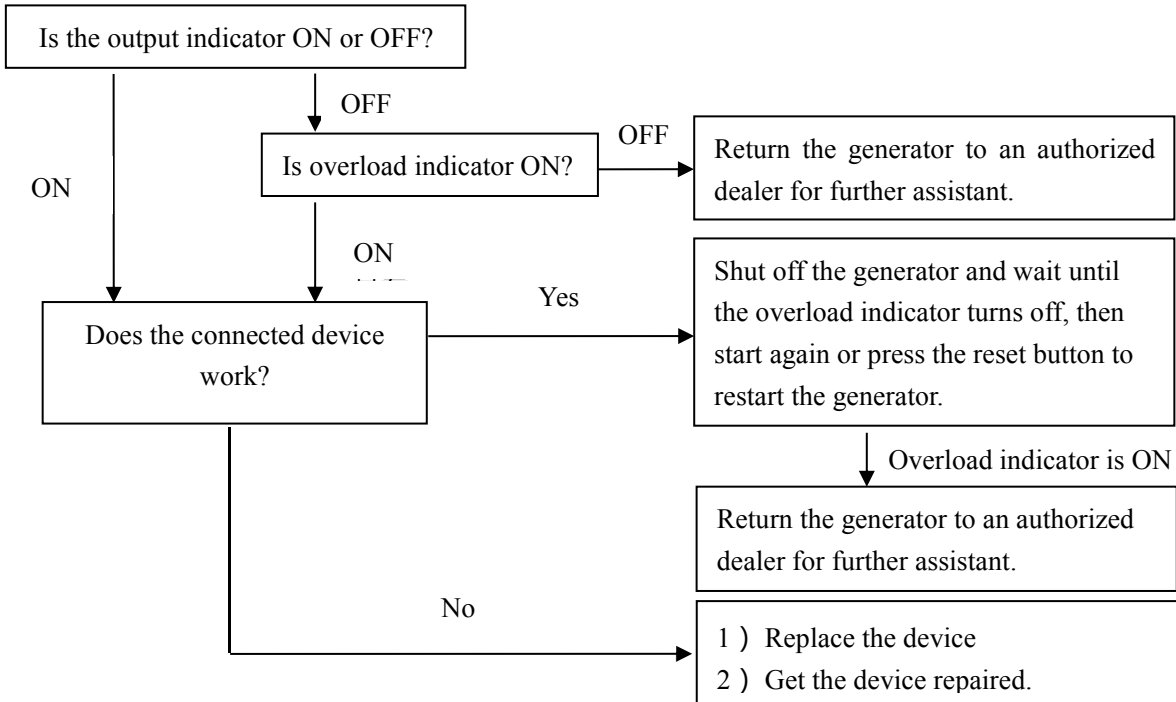 Is the output indicator ON or OFF?
OFF
OFF
Is overload indicator ON?
Return the generator to an authorized
dealer for further assistant.
ON
ON
Yes
Shut off the generator and wait until
the overload indicator turns off, then
start again or press the reset button to
restart the generator.
Does the connected device
work?
Overload indicator is ON
Return the generator to an authorized
dealer for further assistant.
No
1 ) Replace the device
2 ) Get the device repaired.